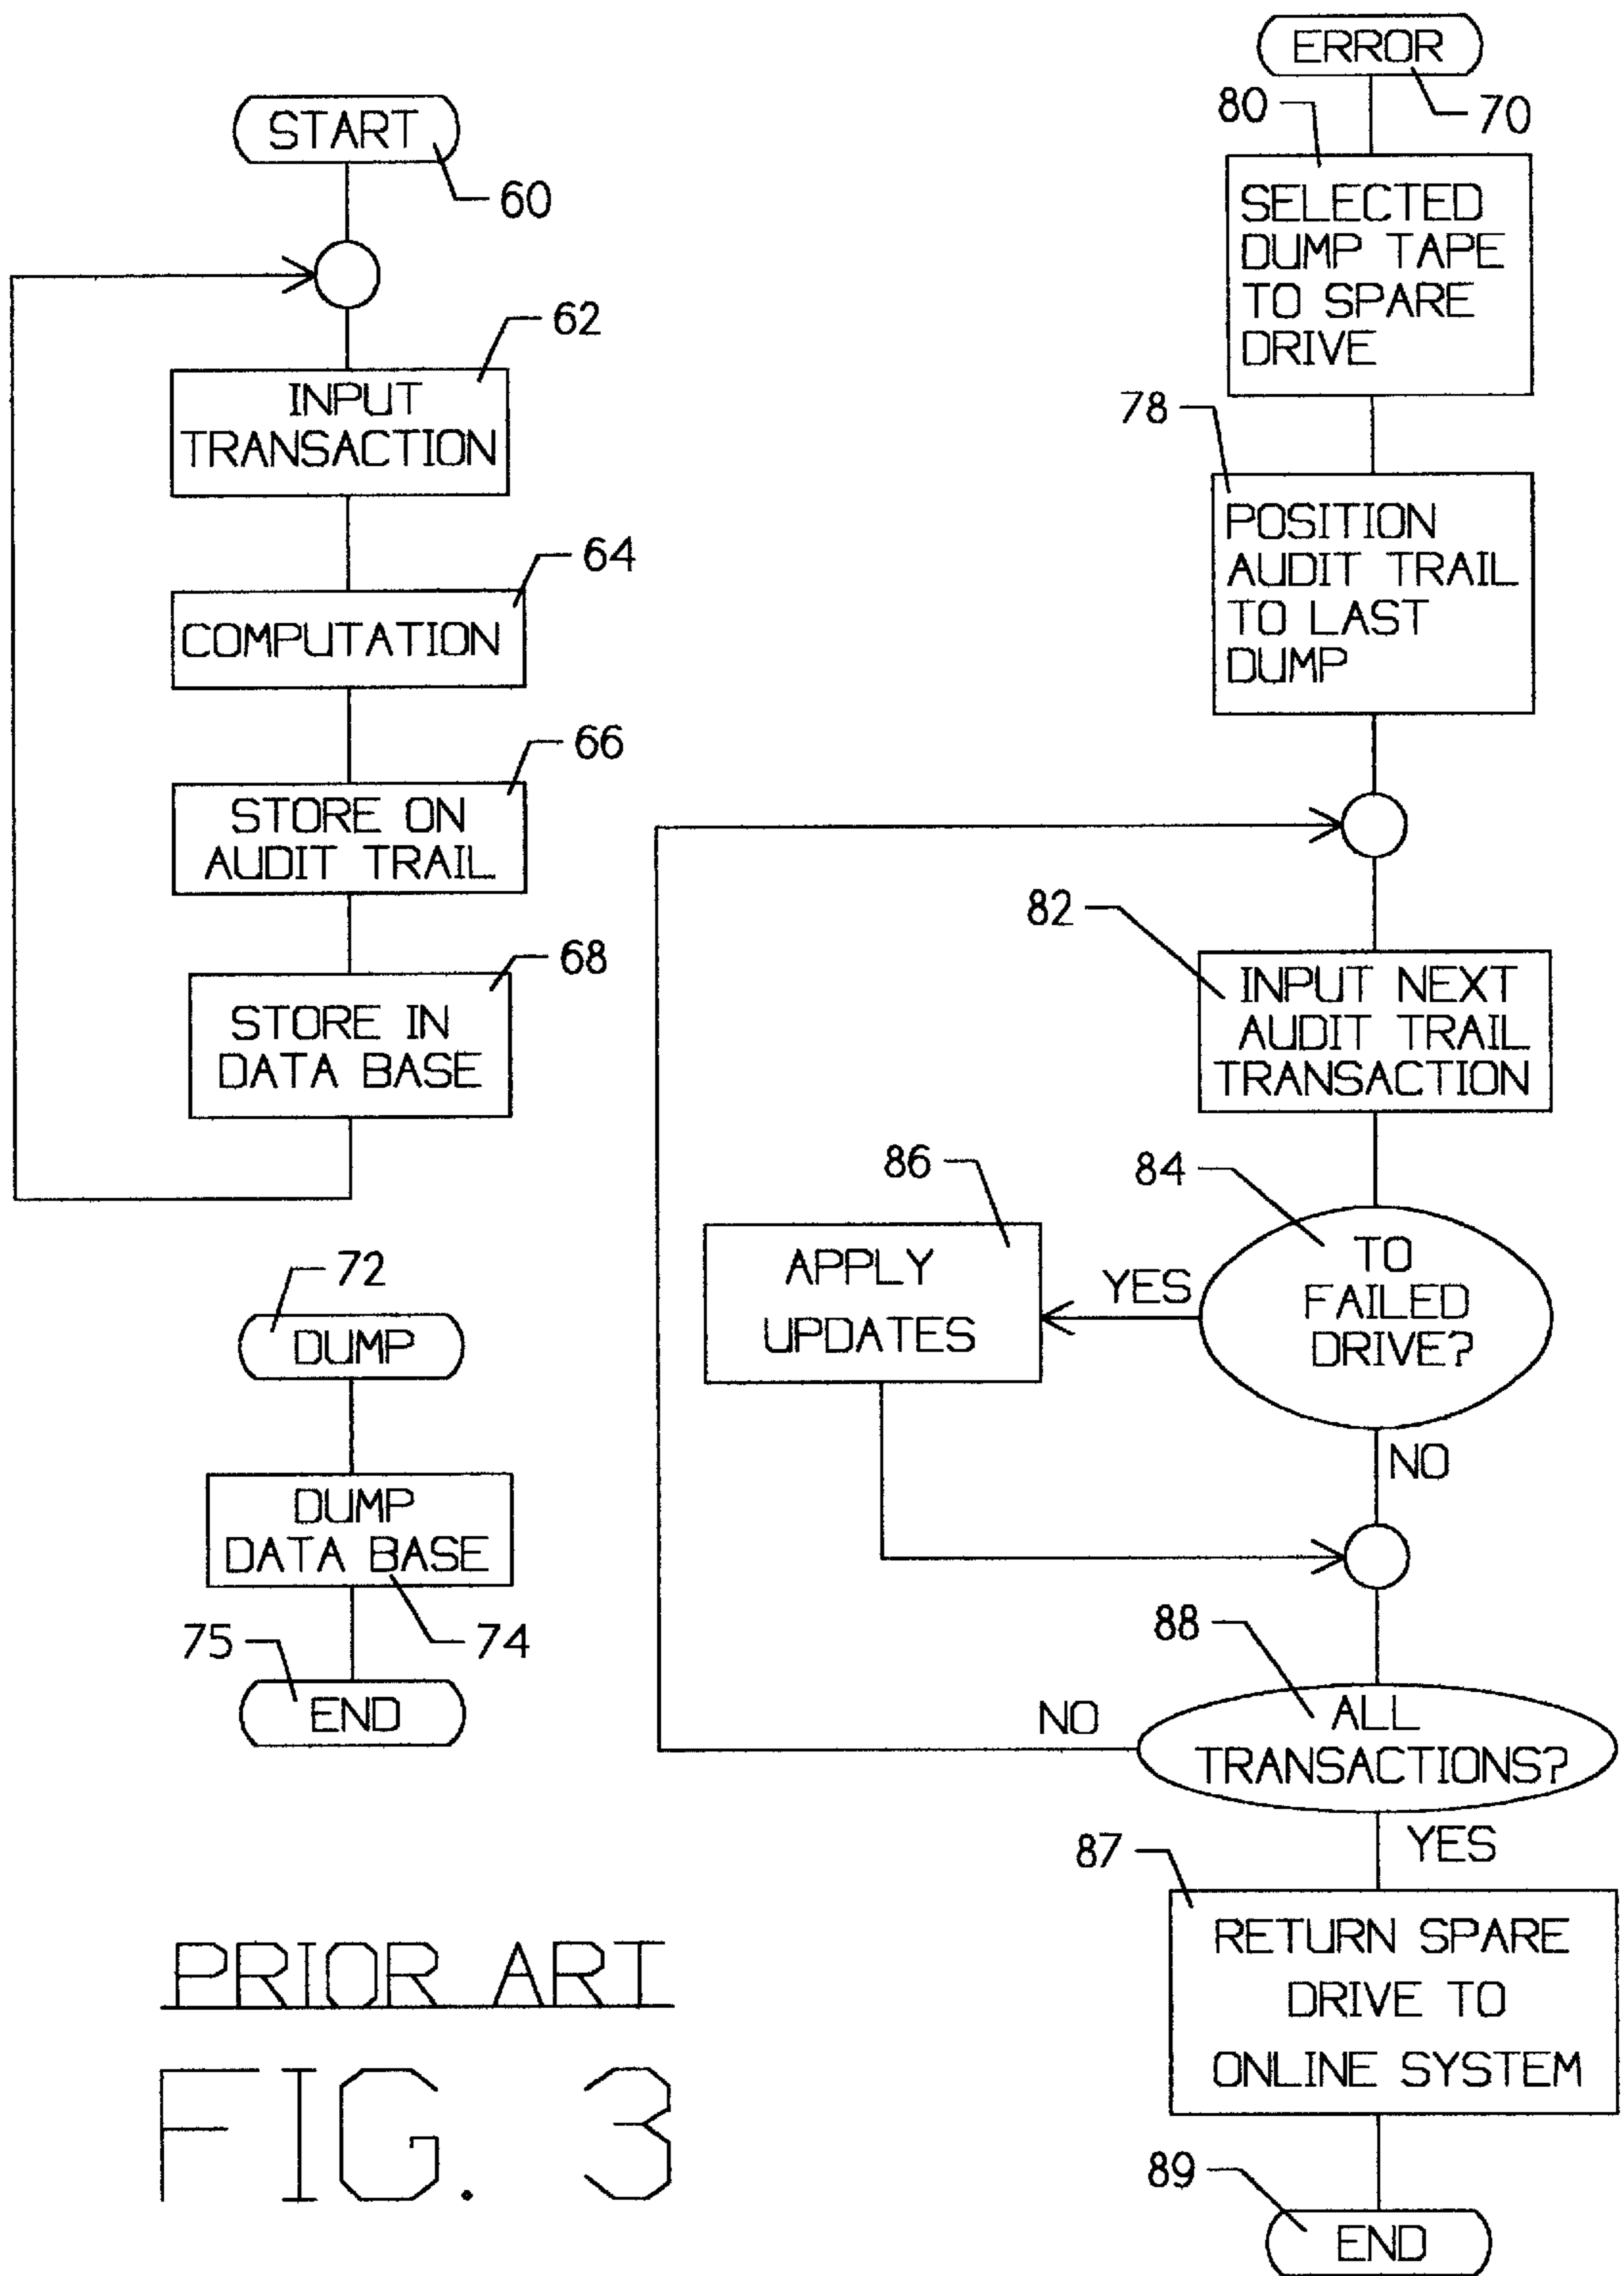 START
60
62
INPUT
TRANSACTION
64
COMPUTATION
66
STORE ON
AUDIT TRAIL
68
STORE IN
DATA BASE
72
DUMP
DUMP
DATA BASE
74
75
END
PRIOR ART
FIG. 3
ERROR
70
80
SELECTED
DUMP TAPE
TO SPARE
DRIVE
78
POSITION
AUDIT TRAIL
TO LAST
DUMP
82
INPUT NEXT
AUDIT TRAIL
TRANSACTION
84
TO
FAILED
DRIVE?
YES
86
APPLY
UPDATES
NO
88
ALL
TRANSACTIONS?
NO
YES
87
RETURN SPARE
DRIVE TO
ONLINE SYSTEM
89
END